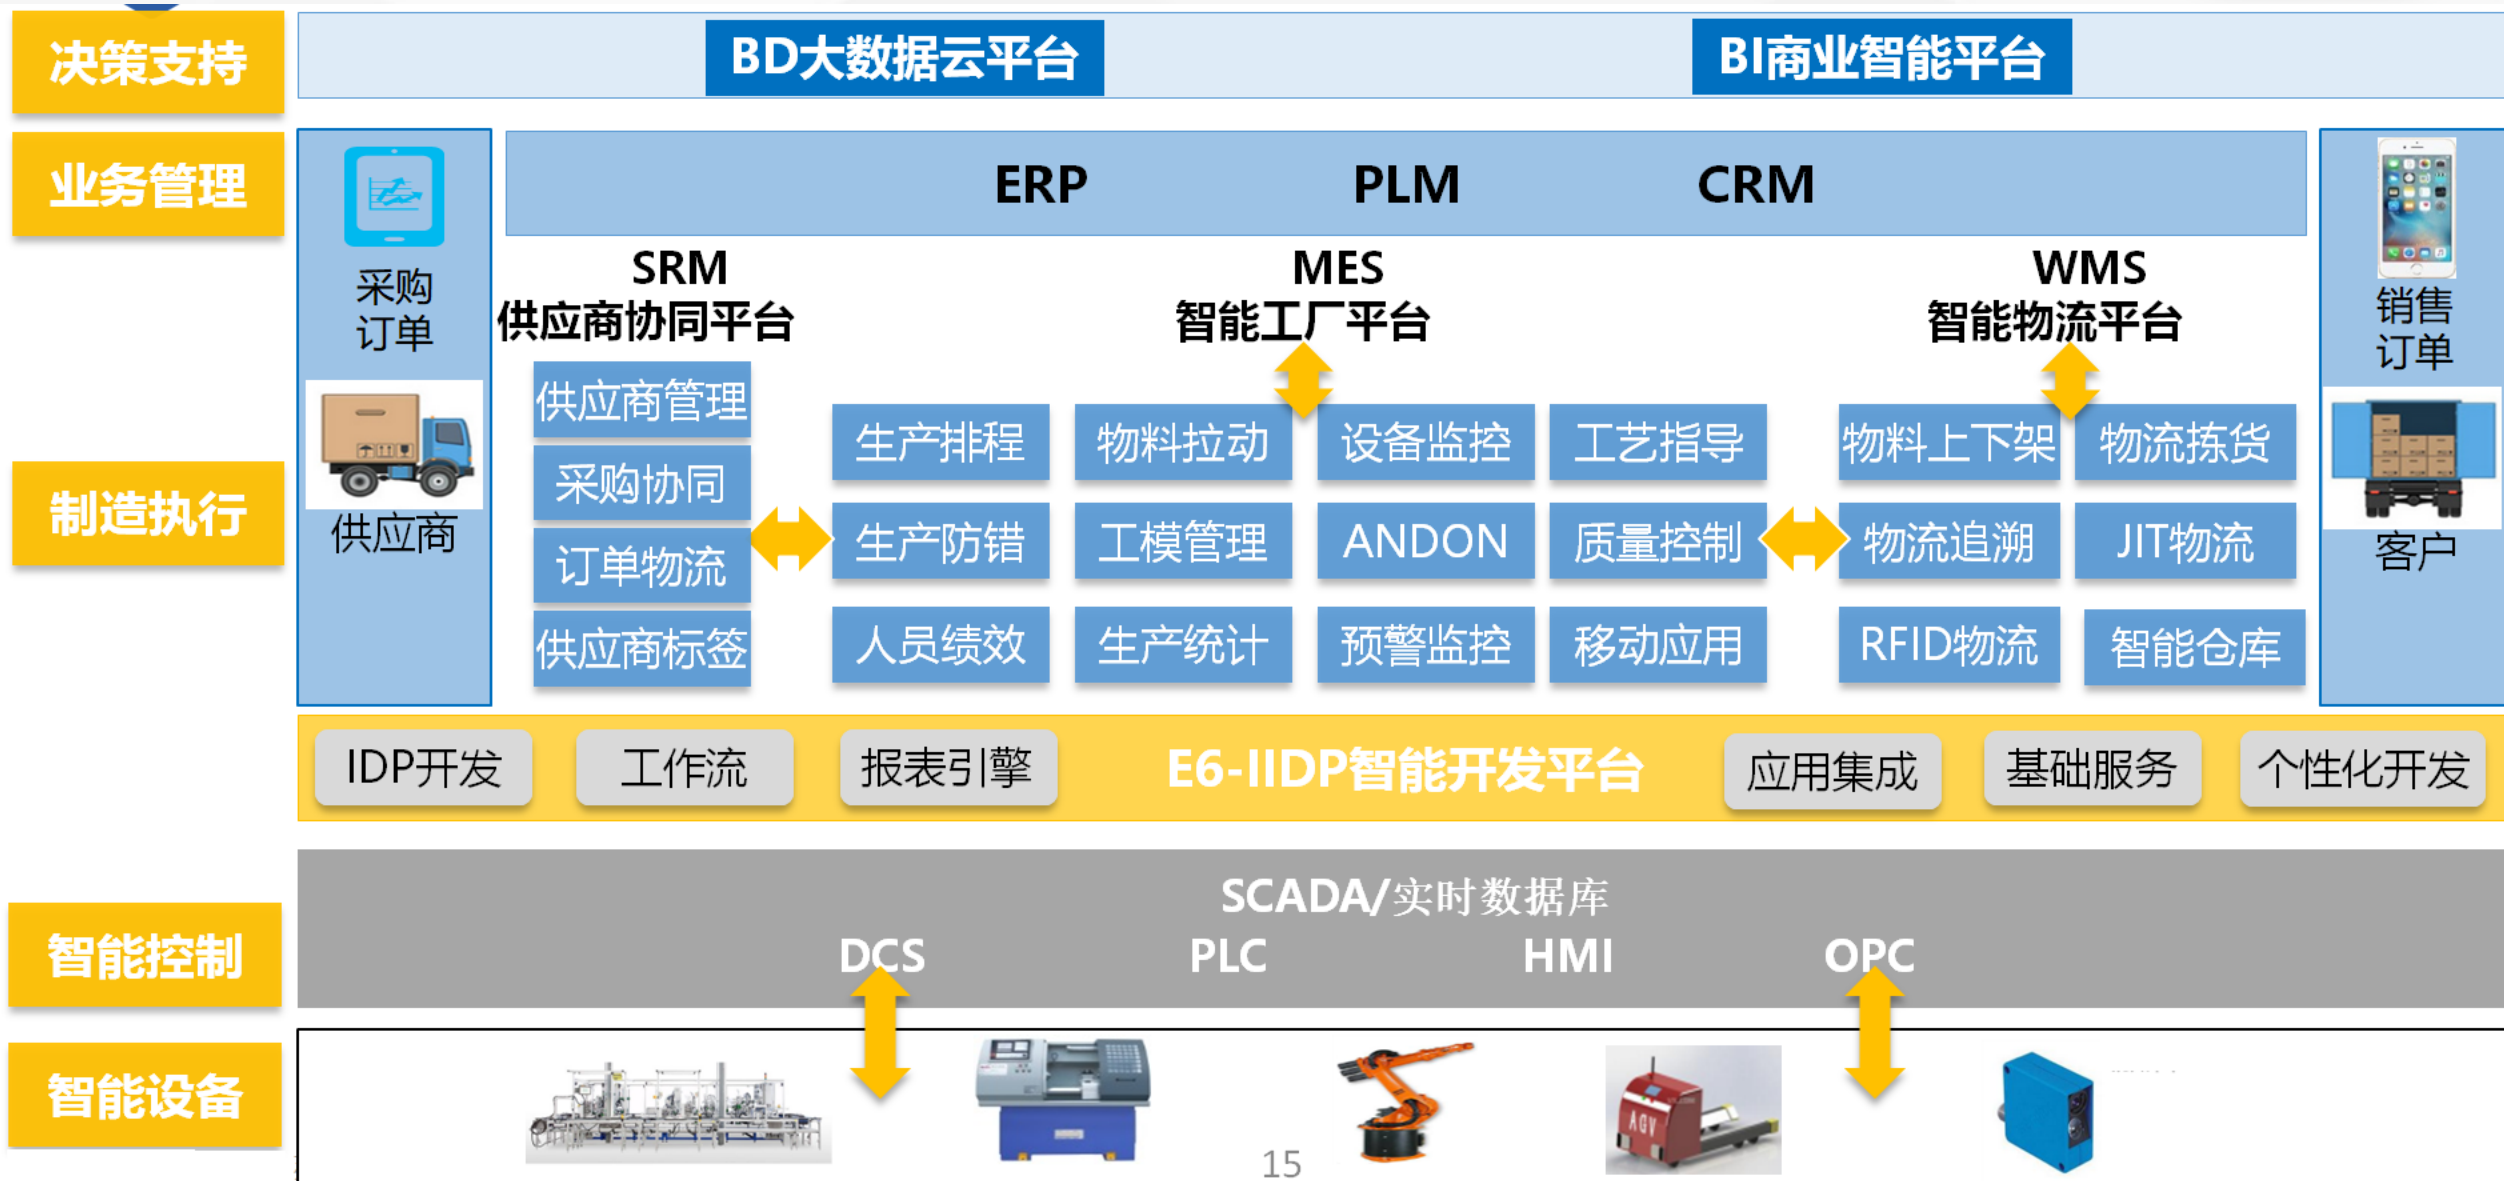 决策支持
BD大数据云平台
BI商业智能平台
业务管理
ERP
PLM
CRM
采购
订单
供应商
销售
订单
客户
制造执行
SRM
供应商协同平台
供应商管理
采购协同
订单物流
供应商标签
MES
智能工厂平台
生产排程
物料拉动
设备监控
工艺指导
生产防错
工模管理
ANDON
质量控制
人员绩效
生产统计
预警监控
移动应用
WMS
智能物流平台
物料上下架
物流拣货
物流追溯
JIT物流
RFID物流
智能仓库
IDP开发
工作流
报表引擎
E6-IIDP智能开发平台
应用集成
基础服务
个性化开发
智能控制
SCADA/实时数据库
DCS
PLC
HMI
OPC
智能设备
AGV
15